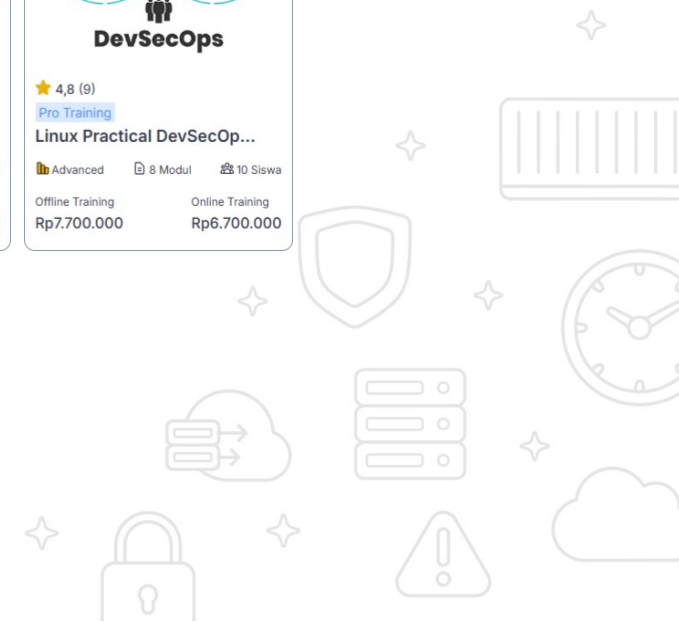 DevSecOps
4,8 (9)
Pro Training
Linux Practical DevSecOp...
Advanced 8 Modul 10 Siswa
Offline Training Online Training
Rp7.700.000 Rp6.700.000